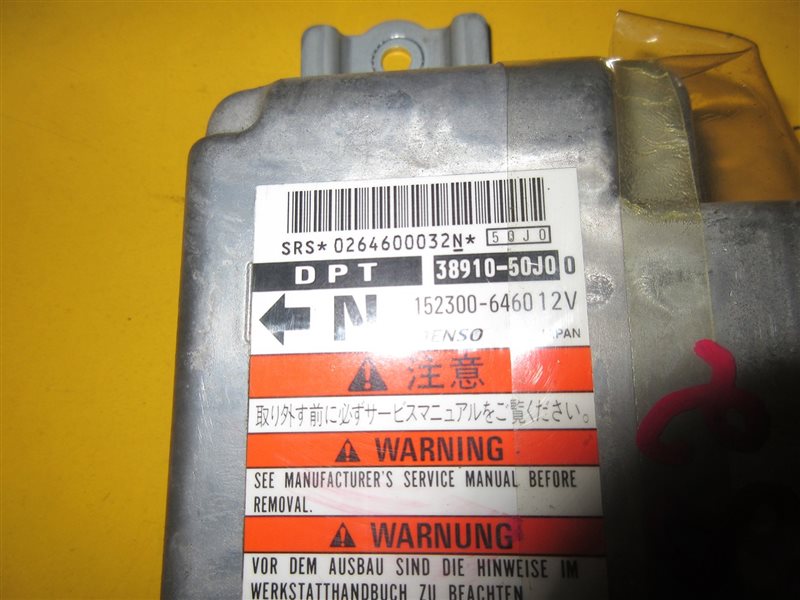 SRS*0264600032N* 50J0
DPT 38910-50J00
N 152300-6460 12V
DENSO JAPAN
注意
取り外す前に必ずサービスマニュアルをご覧ください。
WARNING
SEE MANUFACTURER'S SERVICE MANUAL BEFORE
REMOVAL.
WARNUNG
VOR DEM AUSBAU SIND DIE HINWEISE IM
WERKSTATTHANDBUCH ZU BEACHTEN.